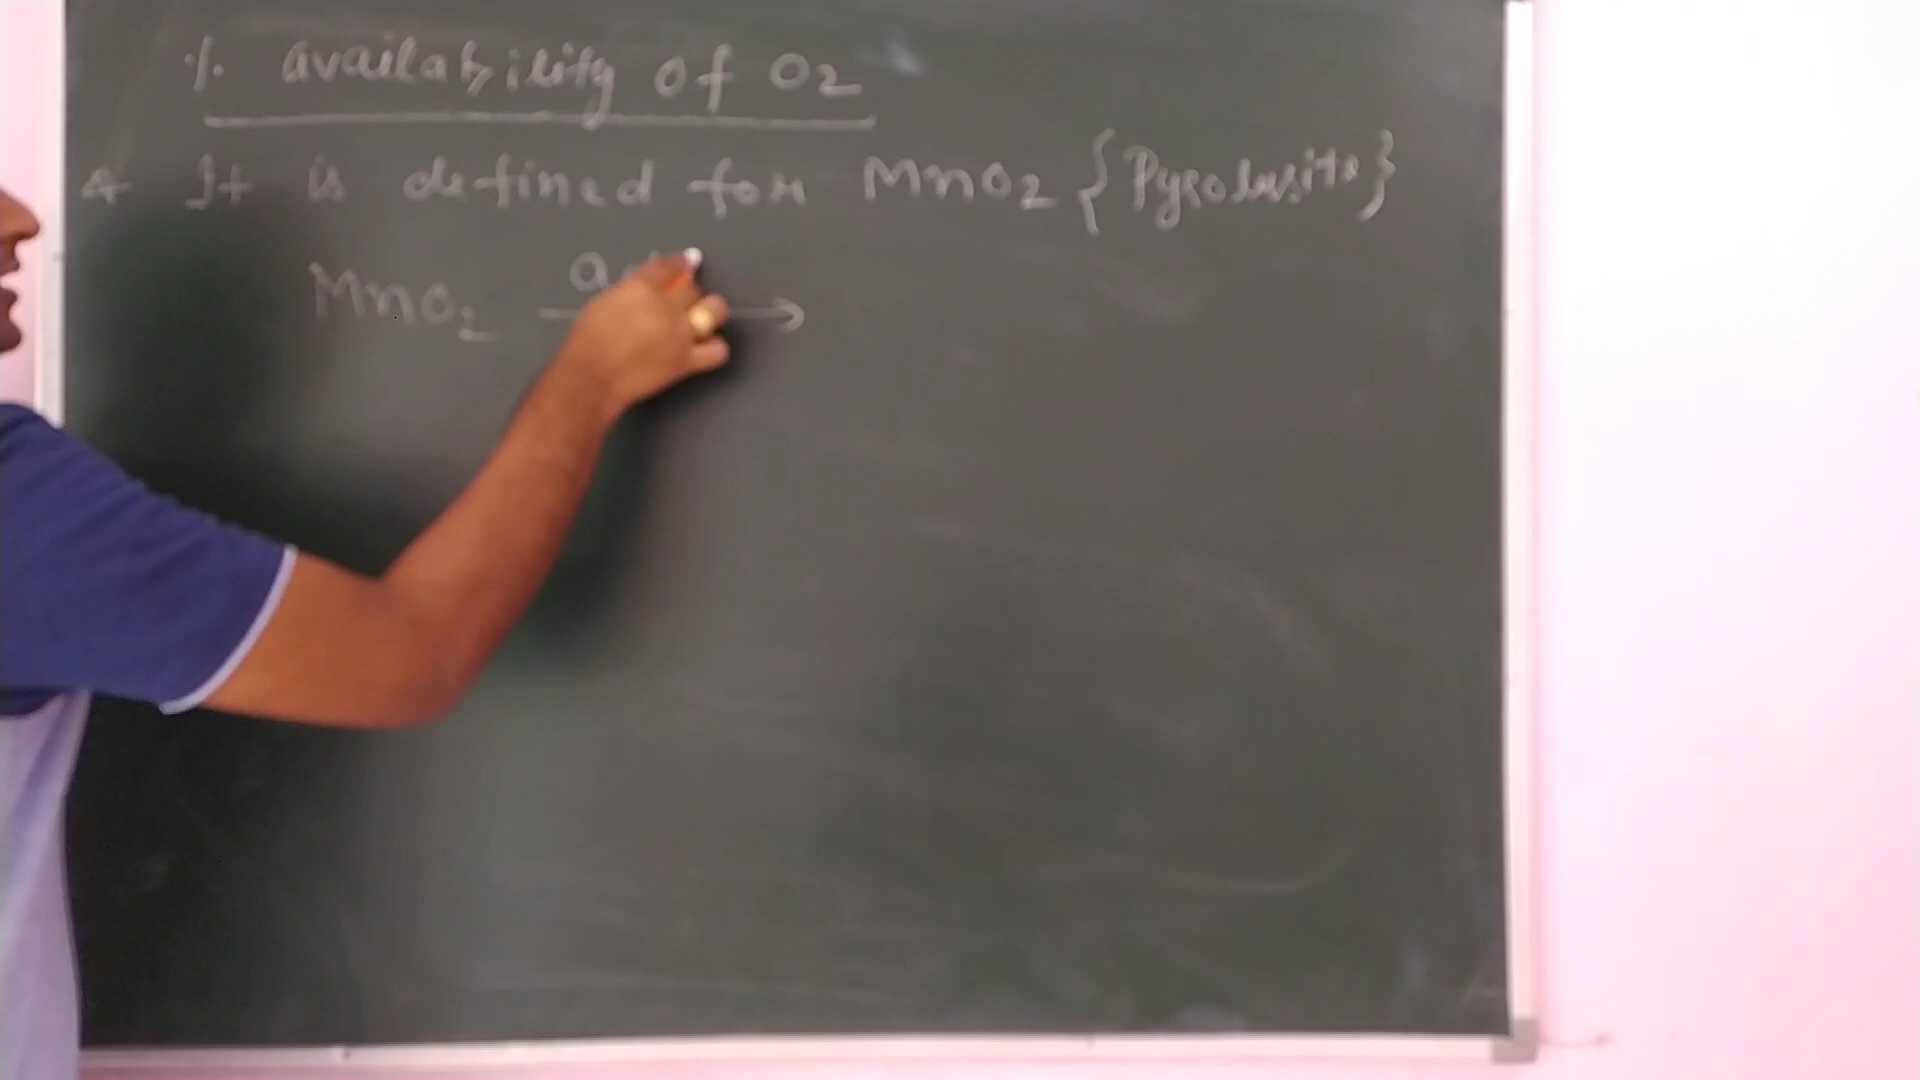 % availability of O2
* It is defined for MnO2 {Pyrolusite}
MnO2 →